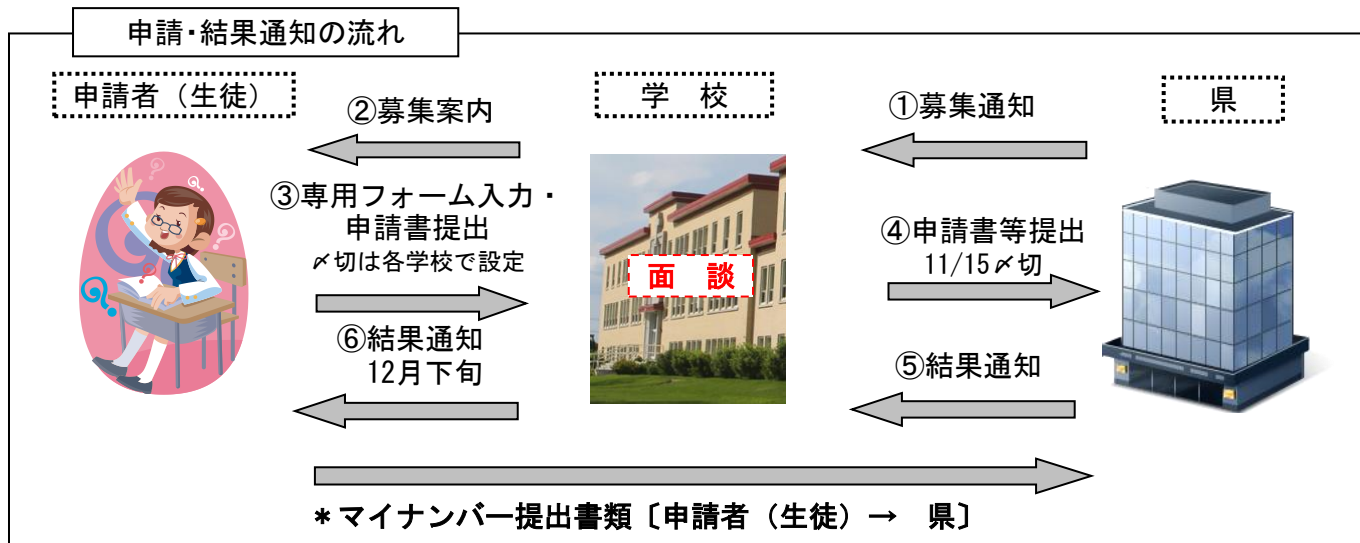 申請・結果通知の流れ
申請者（生徒）
学　校
県
②募集案内
①募集通知
③専用フォーム入力・
申請書提出
〆切は各学校で設定
面　談
④申請書等提出
11/15〆切
⑥結果通知
12月下旬
⑤結果通知
＊マイナンバー提出書類〔申請者（生徒）→　県〕